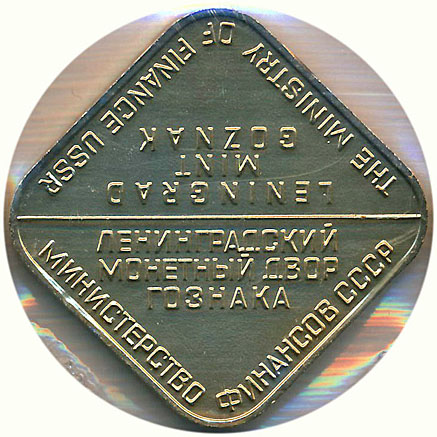 THE MINISTRY OF FINANCE USSR
LENINGRAD
MINT
GOZNAK
ЛЕНИНГРАДСКИЙ
МОНЕТНЫЙ ДВОР
ГОЗНАКА
МИНИСТЕРСТВО ФИНАНСОВ СССР